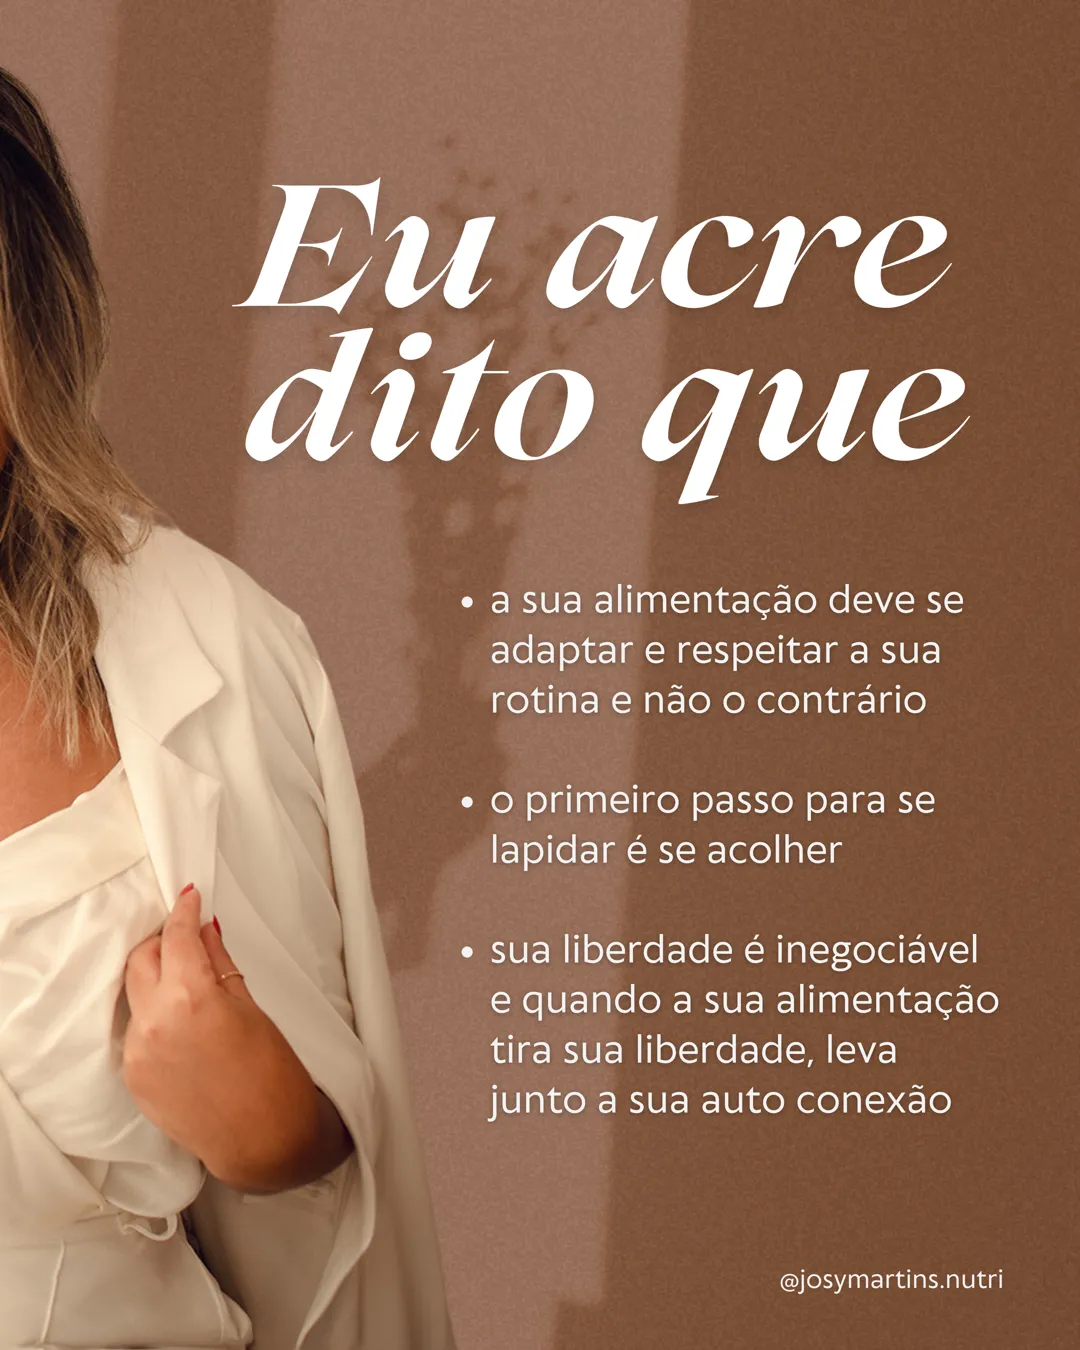 Eu acre
dito que
• a sua alimentação deve se
adaptar e respeitar a sua
rotina e não o contrário
• o primeiro passo para se
lapidar é se acolher
• sua liberdade é inegociável
e quando a sua alimentação
tira sua liberdade, leva
junto a sua auto conexão
@josymartins.nutri